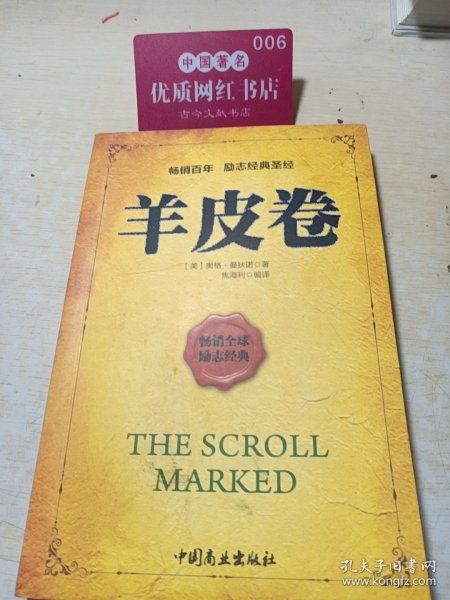 006
中国著名
优质网红书店
古今文献书店
畅销百年 励志经典圣经
羊皮卷
[美]奥格·曼狄诺◎著
焦海利◎编译
畅销全球
励志经典
THE SCROLL
MARKED
中国商业出版社
孔夫子旧书网
www.kongfz.com